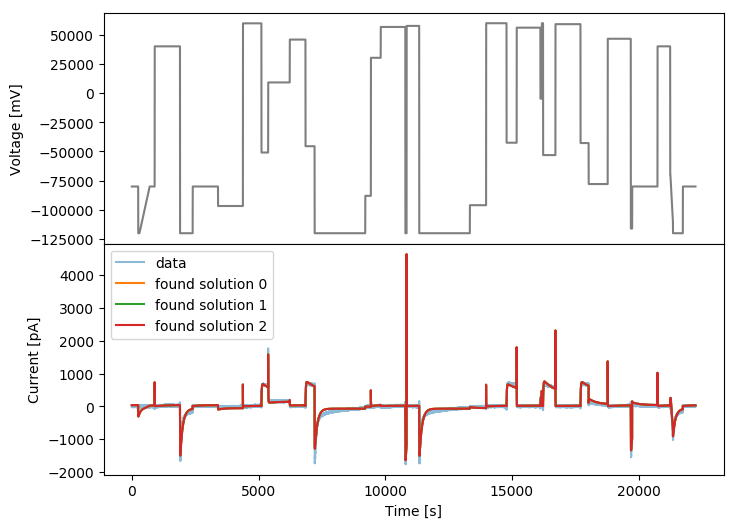 50000
25000
0
−25000
−50000
−75000
−100000
−125000
Voltage [mV]
data
found solution 0
found solution 1
found solution 2
4000
3000
2000
1000
0
−1000
−2000
Current [pA]
0
5000
10000
15000
20000
Time [s]